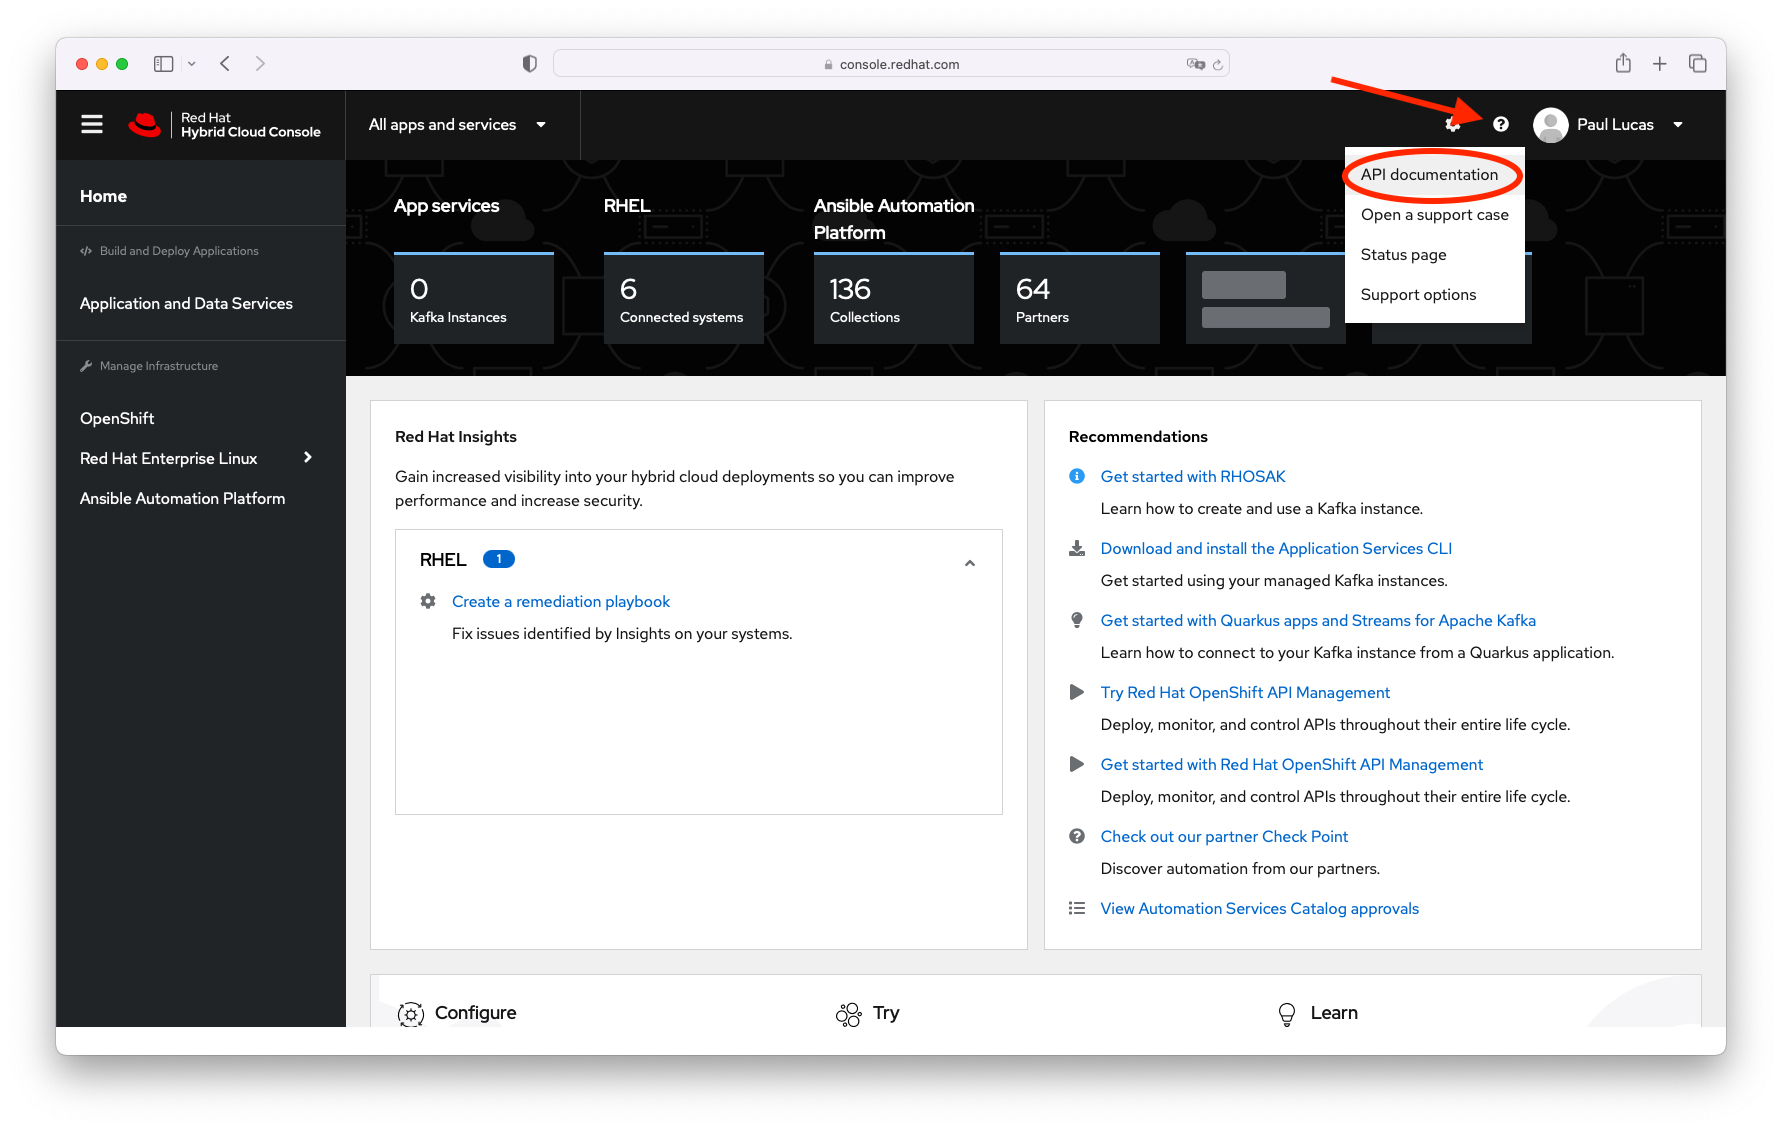 console.redhat.com
Red Hat
Hybrid Cloud Console
All apps and services
Paul Lucas
API documentation
Open a support case
Status page
Support options
Home
Build and Deploy Applications
Application and Data Services
Manage Infrastructure
OpenShift
Red Hat Enterprise Linux
Ansible Automation Platform
App services
0
Kafka Instances
RHEL
6
Connected systems
Ansible Automation
Platform
136
Collections
64
Partners
Red Hat Insights
Gain increased visibility into your hybrid cloud deployments so you can improve
performance and increase security.
RHEL 1
Create a remediation playbook
Fix issues identified by Insights on your systems.
Recommendations
Get started with RHOSAK
Learn how to create and use a Kafka instance.
Download and install the Application Services CLI
Get started using your managed Kafka instances.
Get started with Quarkus apps and Streams for Apache Kafka
Learn how to connect to your Kafka instance from a Quarkus application.
Try Red Hat OpenShift API Management
Deploy, monitor, and control APIs throughout their entire life cycle.
Get started with Red Hat OpenShift API Management
Deploy, monitor, and control APIs throughout their entire life cycle.
Check out our partner Check Point
Discover automation from our partners.
View Automation Services Catalog approvals
Configure
Try
Learn